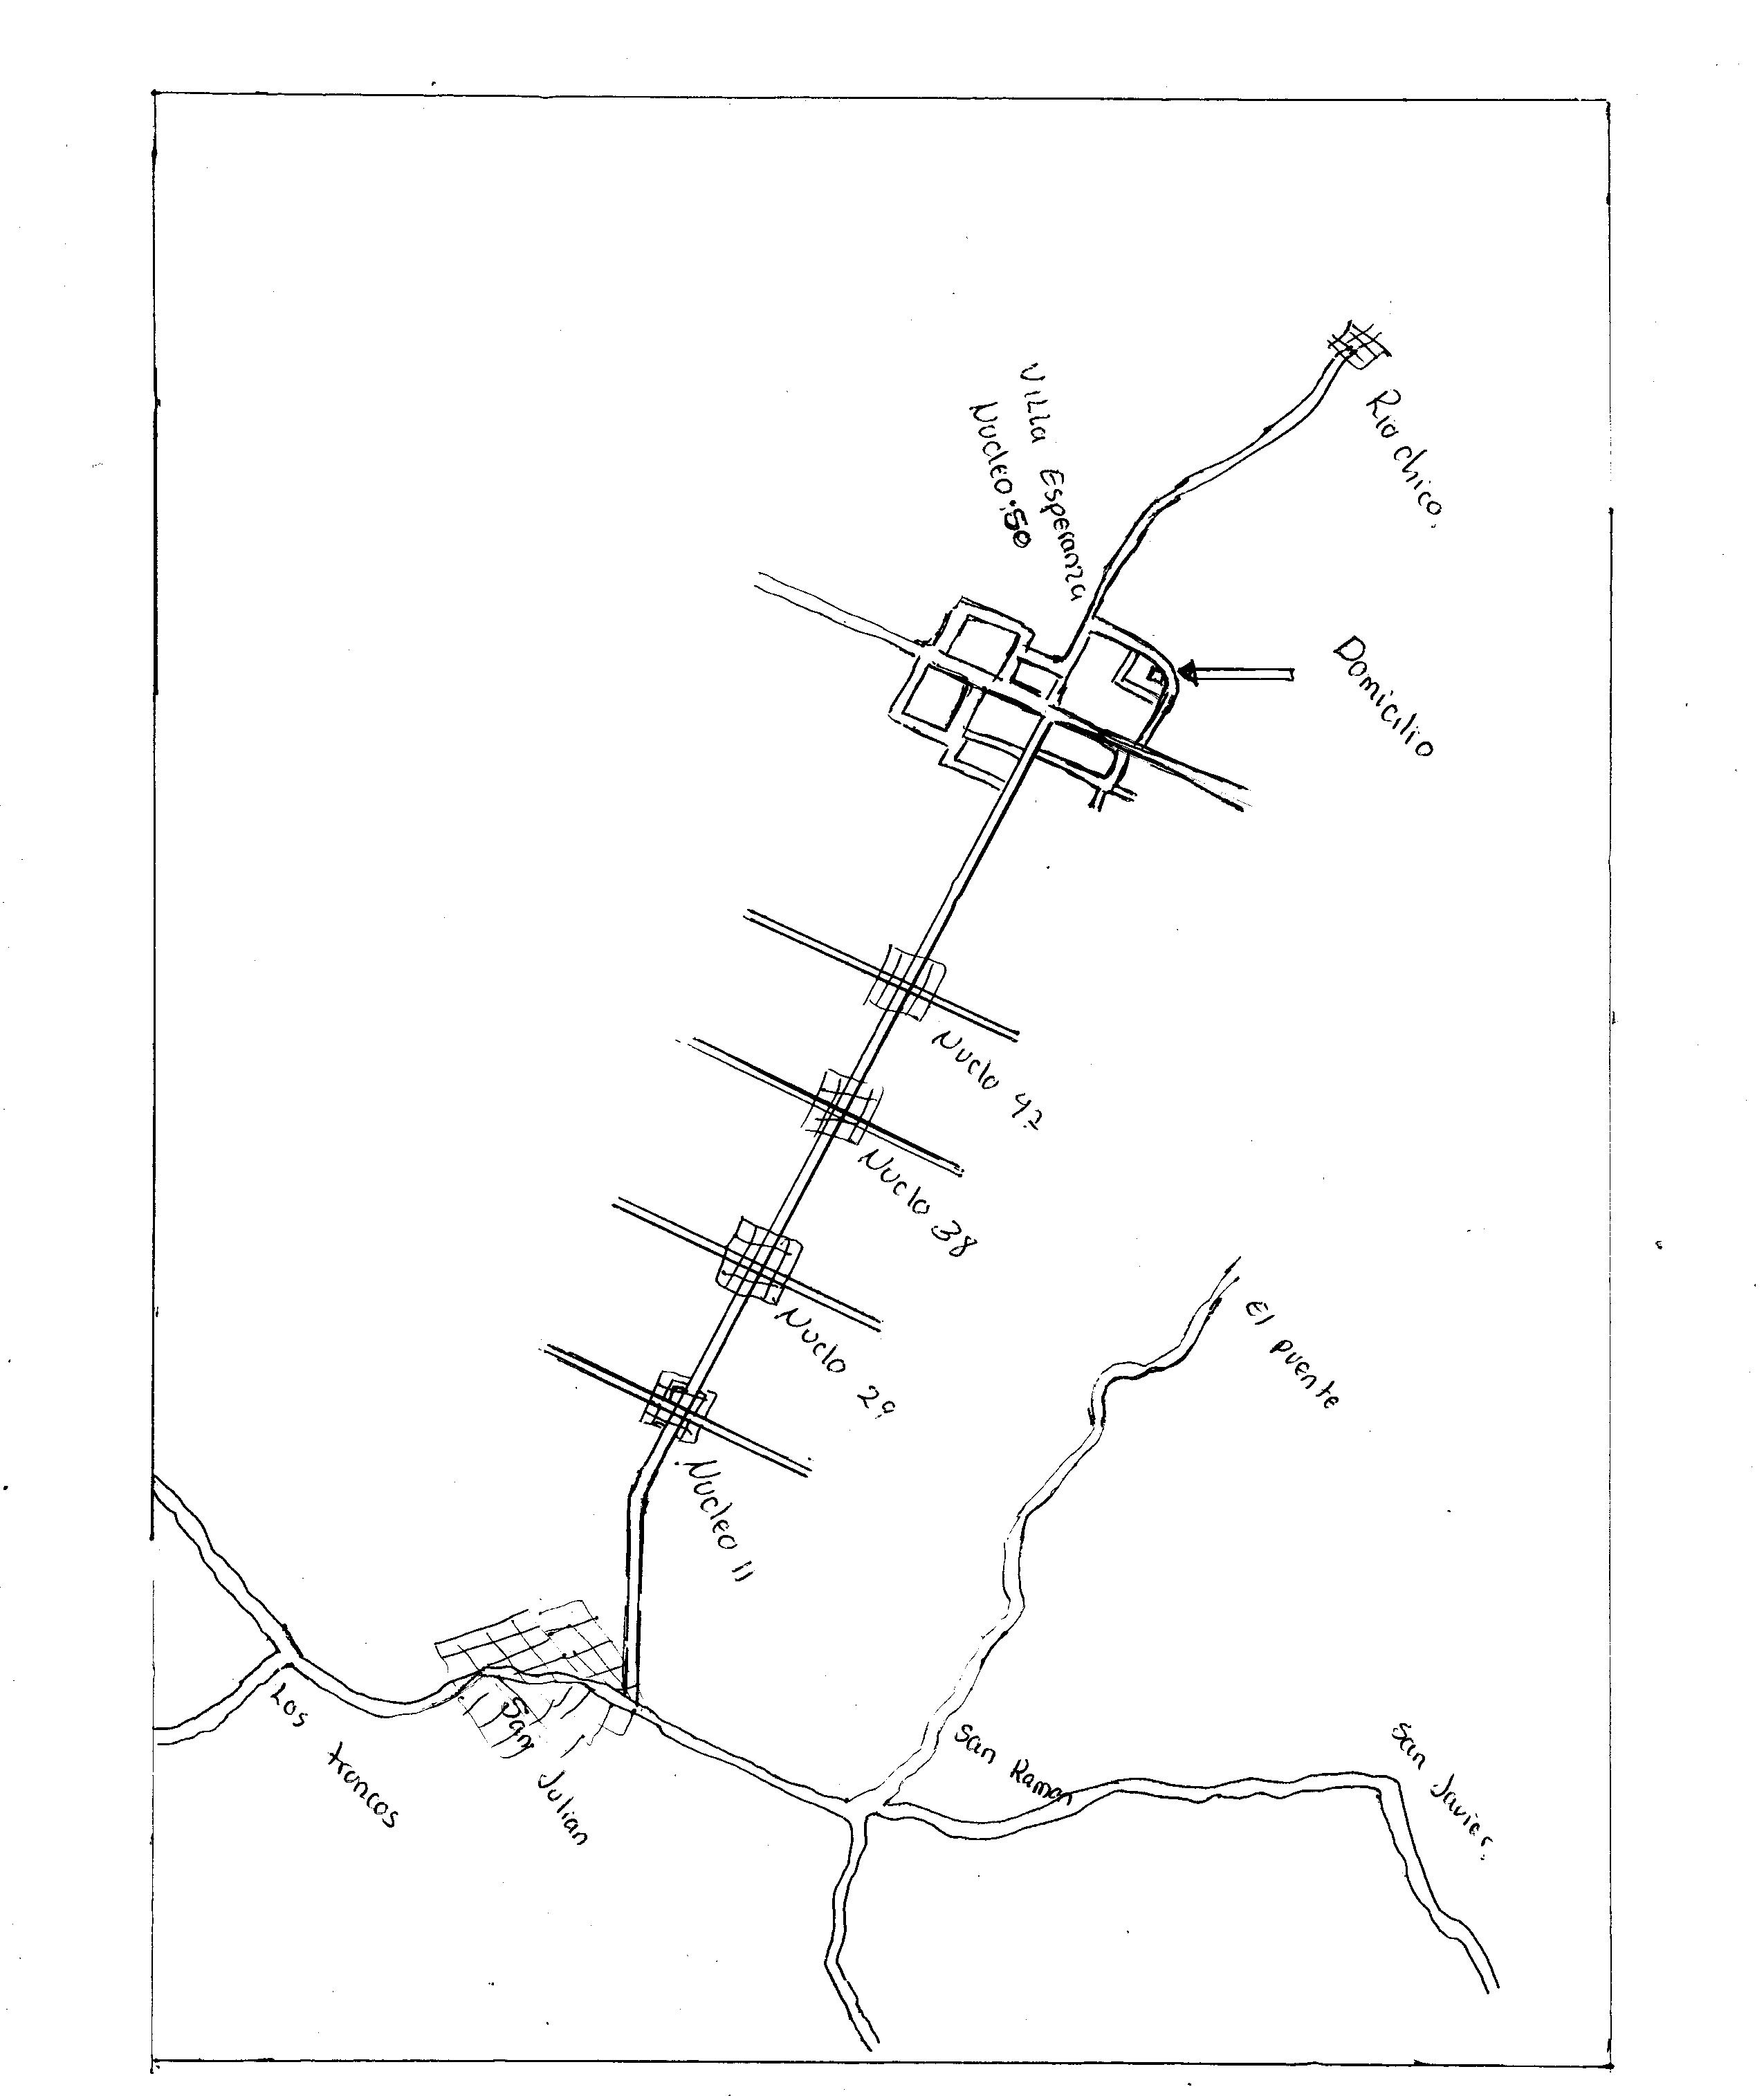 Rio chico.
Villa Esperanza
Nucleo:50
Domicilio
Nuclo 42
Nuclo 38
Nuclo 29
El puente
Nucleo 11
Los troncos
San Julian
San Ramon
San Javier.